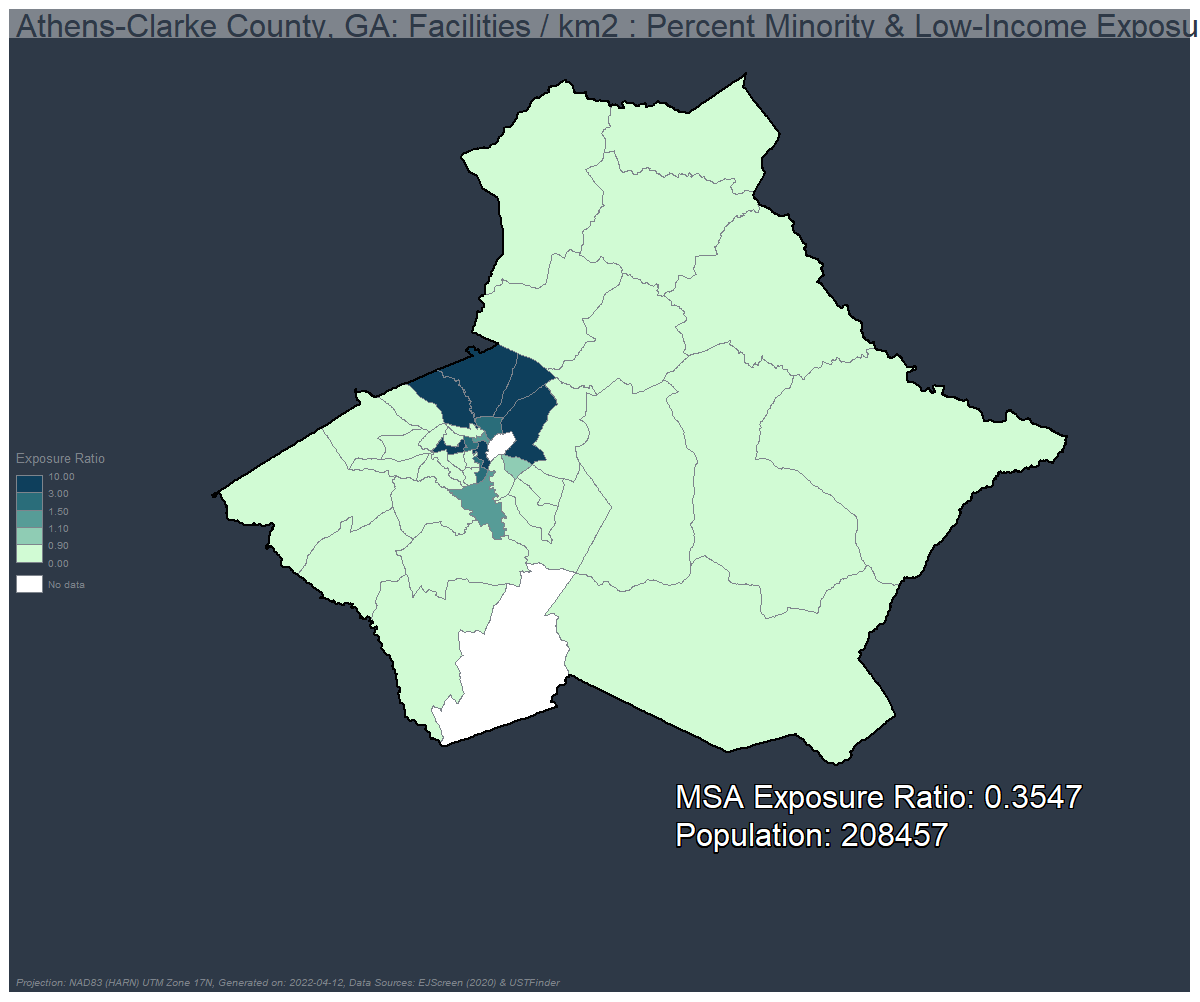 Athens-Clarke County, GA: Facilities / km2 : Percent Minority & Low-Income Exposu
Exposure Ratio
10.00
3.00
1.50
1.10
0.90
0.00
No data
MSA Exposure Ratio: 0.3547
Population: 208457
Projection: NAD83 (HARN) UTM Zone 17N, Generated on: 2022-04-12, Data Sources: EJScreen (2020) & USTFinder